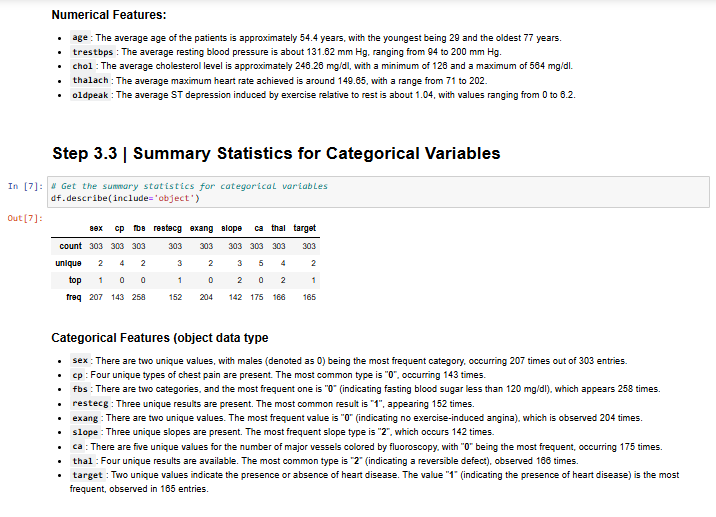 Numerical Features:
age : The average age of the patients is approximately 54.4 years, with the youngest being 29 and the oldest 77 years.
trestbps : The average resting blood pressure is about 131.62 mm Hg, ranging from 94 to 200 mm Hg.
chol : The average cholesterol level is approximately 246.26 mg/dl, with a minimum of 126 and a maximum of 564 mg/dl.
thalach : The average maximum heart rate achieved is around 149.65, with a range from 71 to 202.
oldpeak : The average ST depression induced by exercise relative to rest is about 1.04, with values ranging from 0 to 6.2.
Step 3.3 | Summary Statistics for Categorical Variables
In [7]: # Get the summary statistics for categorical variables
df.describe(include='object')
Out[7]:
sex cp fbs restecg exang slope ca thal target
count 303 303 303 303 303 303 303 303 303
unique 2 4 2 3 2 3 5 4 2
top 1 0 0 1 0 2 0 2 1
freq 207 143 258 152 204 142 175 166 165
Categorical Features (object data type
sex : There are two unique values, with males (denoted as 0) being the most frequent category, occurring 207 times out of 303 entries.
cp : Four unique types of chest pain are present. The most common type is "0", occurring 143 times.
fbs : There are two categories, and the most frequent one is "0" (indicating fasting blood sugar less than 120 mg/dl), which appears 258 times.
restecg : Three unique results are present. The most common result is "1", appearing 152 times.
exang : There are two unique values. The most frequent value is "0" (indicating no exercise-induced angina), which is observed 204 times.
slope : Three unique slopes are present. The most frequent slope type is "2", which occurs 142 times.
ca : There are five unique values for the number of major vessels colored by fluoroscopy, with "0" being the most frequent, occurring 175 times.
thal : Four unique results are available. The most common type is "2" (indicating a reversible defect), observed 166 times.
target : Two unique values indicate the presence or absence of heart disease. The value "1" (indicating the presence of heart disease) is the most
frequent, observed in 165 entries.